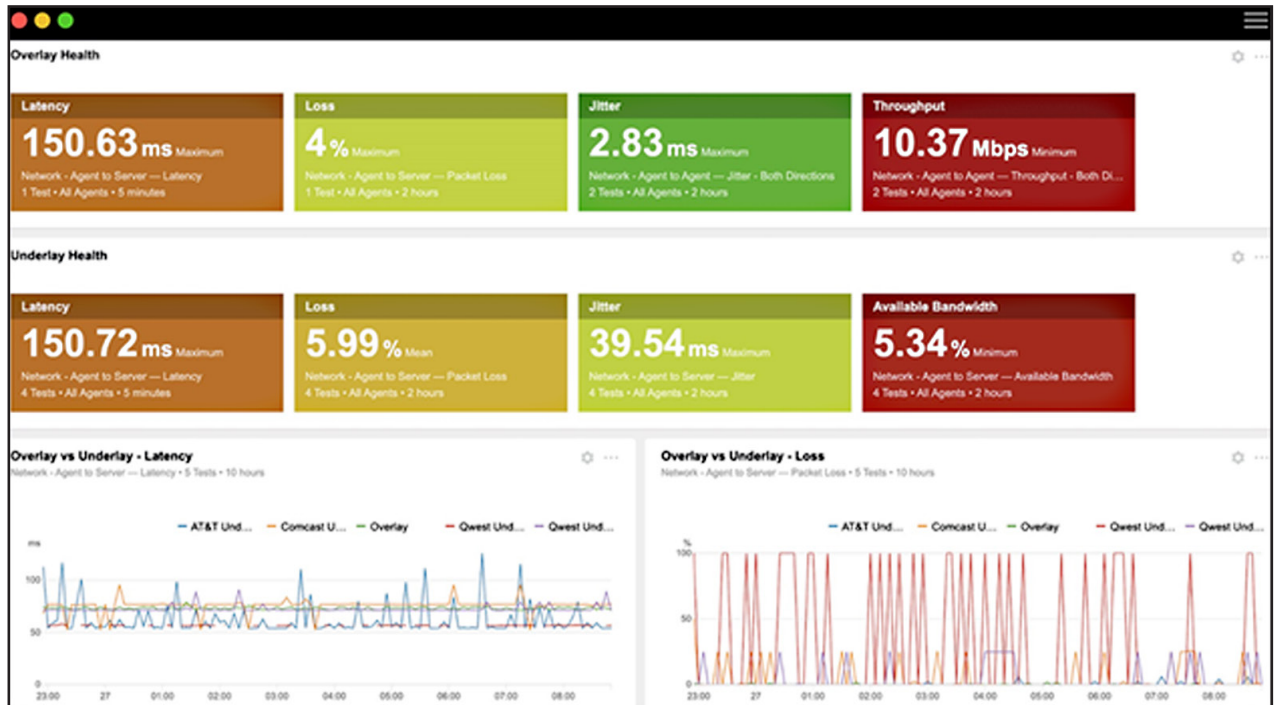 Overlay Health
Latency
150.63 ms Maximum
Network - Agent to Server — Latency
1 Test • All Agents • 5 minutes
Loss
4 % Maximum
Network - Agent to Server — Packet Loss
1 Test • All Agents • 2 hours
Jitter
2.83 ms Maximum
Network - Agent to Agent — Jitter - Both Directions
2 Tests • All Agents • 2 hours
Throughput
10.37 Mbps Minimum
Network - Agent to Agent — Throughput - Both Di...
2 Tests • All Agents • 2 hours
Underlay Health
Latency
150.72 ms Maximum
Network - Agent to Server — Latency
4 Tests • All Agents • 5 minutes
Loss
5.99 % Mean
Network - Agent to Server — Packet Loss
4 Tests • All Agents • 2 hours
Jitter
39.54 ms Maximum
Network - Agent to Server — Jitter
4 Tests • All Agents • 2 hours
Available Bandwidth
5.34 % Minimum
Network - Agent to Server — Available Bandwidth
4 Tests • All Agents • 2 hours
Overlay vs Underlay - Latency
Network - Agent to Server — Latency • 5 Tests • 10 hours
AT&T Und... Comcast U... Overlay Qwest Und... Qwest Und...
ms
100
50
0
23:00 27 01:00 02:00 03:00 04:00 05:00 06:00 07:00 08:00
Overlay vs Underlay - Loss
Network - Agent to Server — Packet Loss • 5 Tests • 10 hours
AT&T Und... Comcast U... Overlay Qwest Und... Qwest Und...
%
100
50
0
23:00 27 01:00 02:00 03:00 04:00 05:00 06:00 07:00 08:00